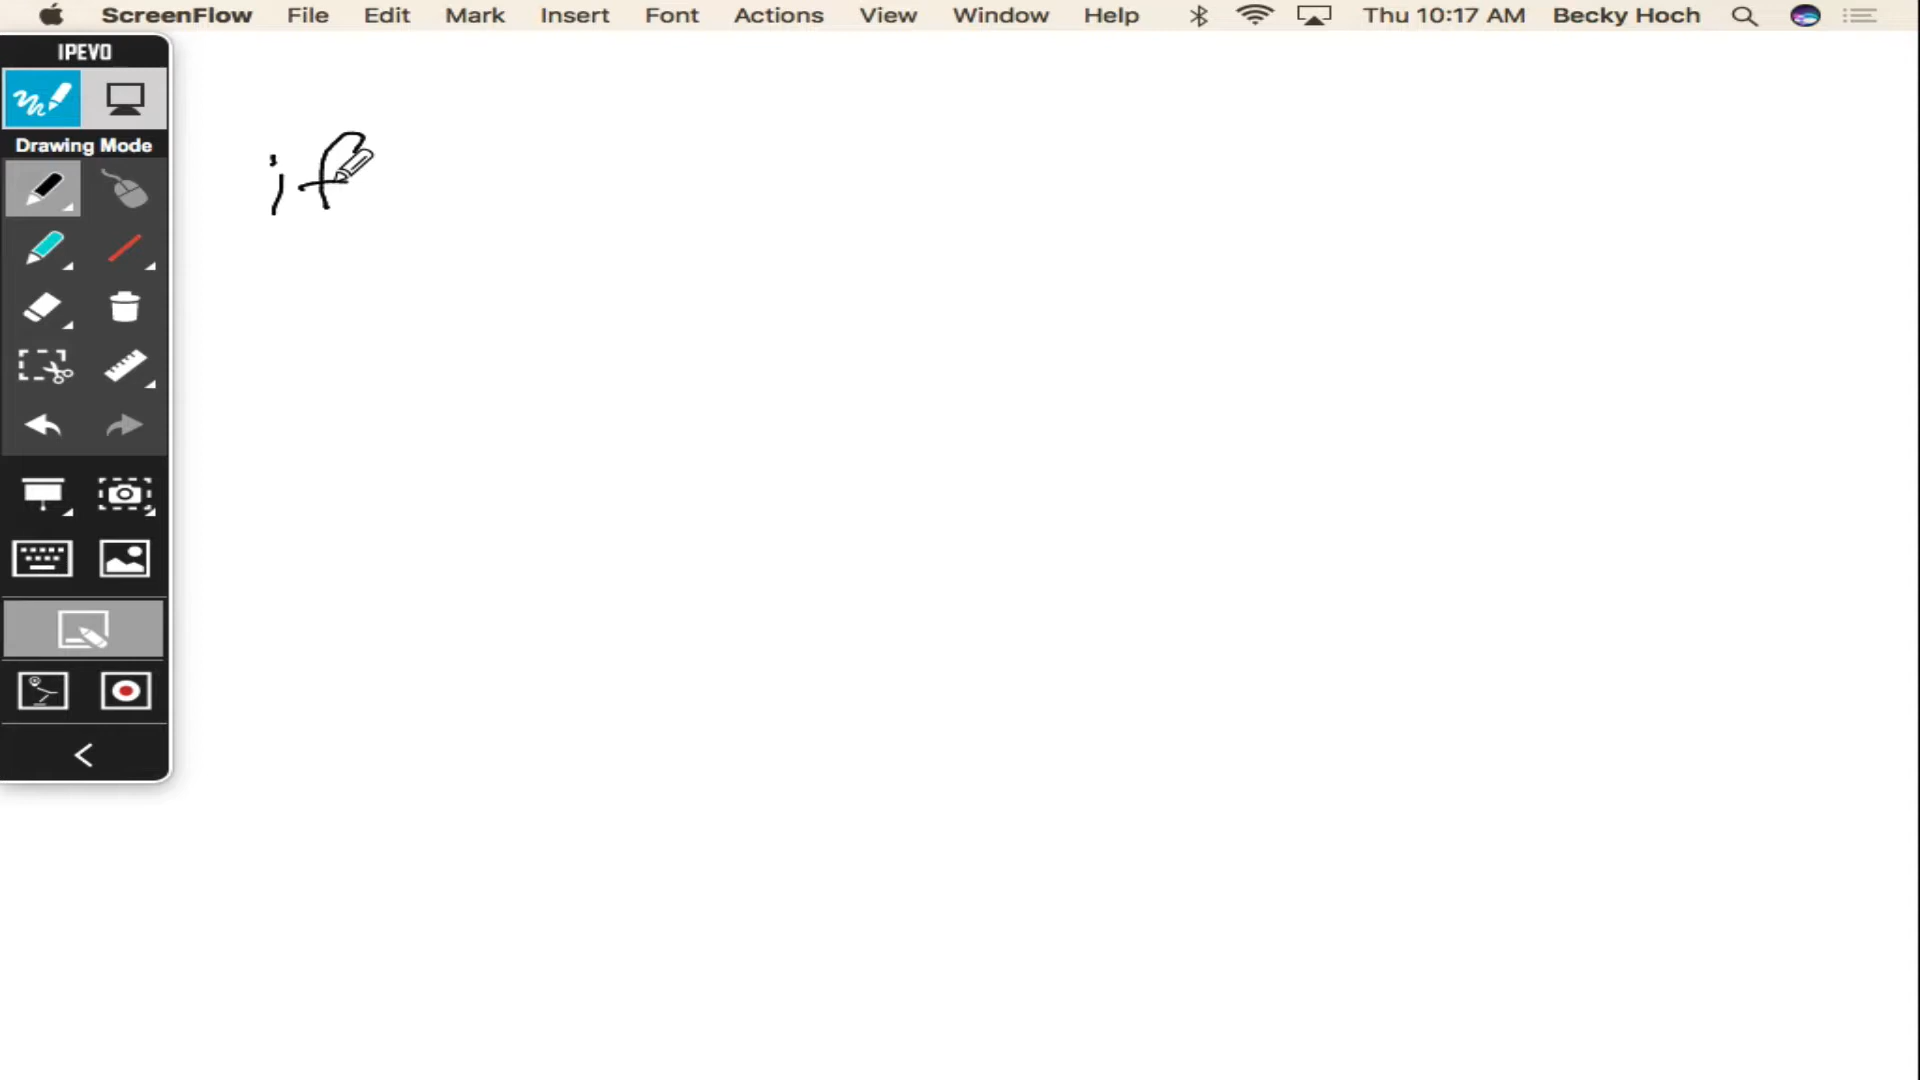 ScreenFlow File Edit Mark Insert Font Actions View Window Help Thu 10:17 AM Becky Hoch
IPEVO
Drawing Mode
if